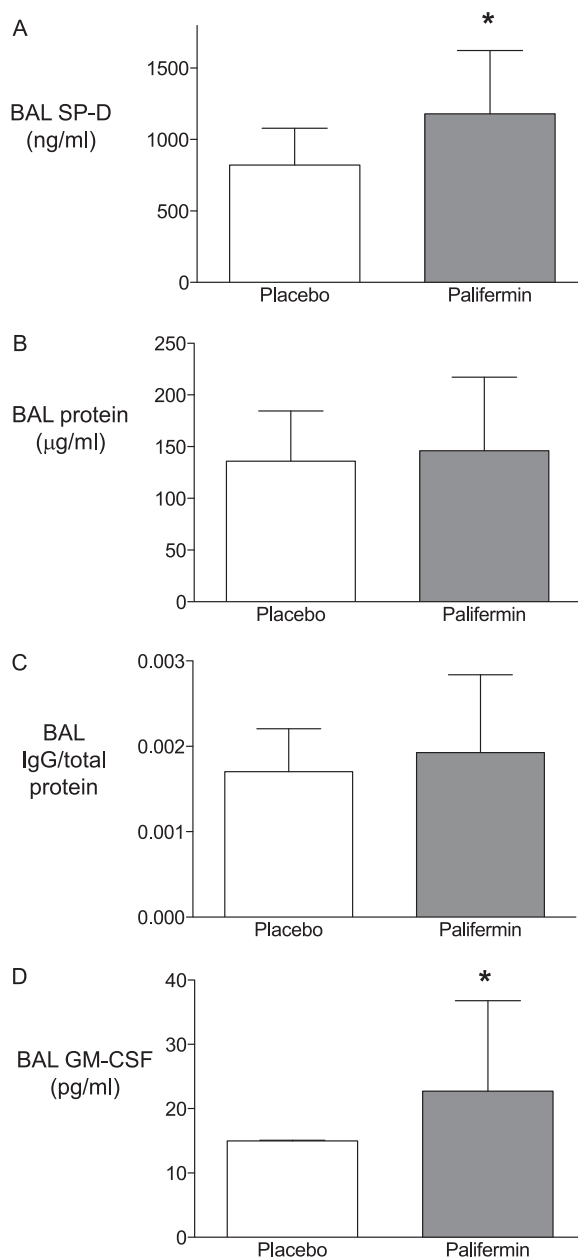 A
BAL SP-D
(ng/ml)
1500
1000
500
0
*
Placebo
Palifermin
B
BAL protein
(μg/ml)
250
200
150
100
50
0
Placebo
Palifermin
C
BAL
IgG/total
protein
0.003
0.002
0.001
0.000
Placebo
Palifermin
D
BAL GM-CSF
(pg/ml)
40
30
20
10
0
*
Placebo
Palifermin